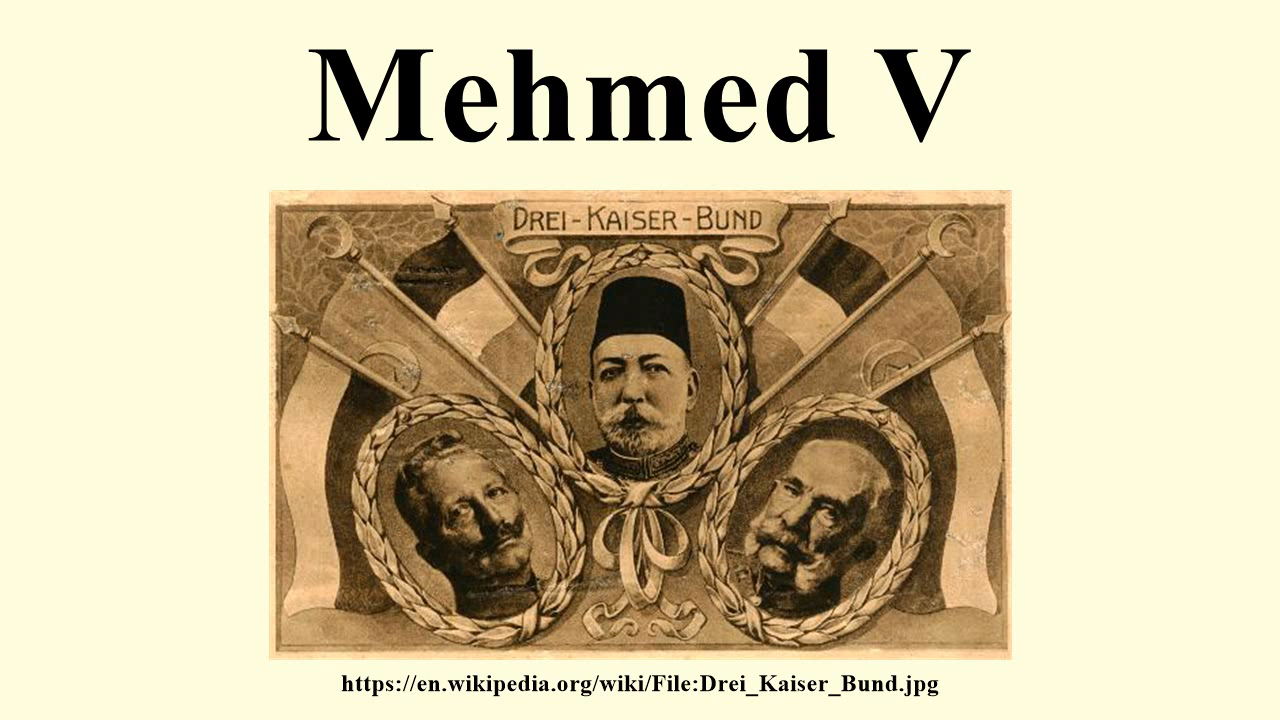 Mehmed V
DREI-KAISER-BUND
https://en.wikipedia.org/wiki/File:Drei_Kaiser_Bund.jpg